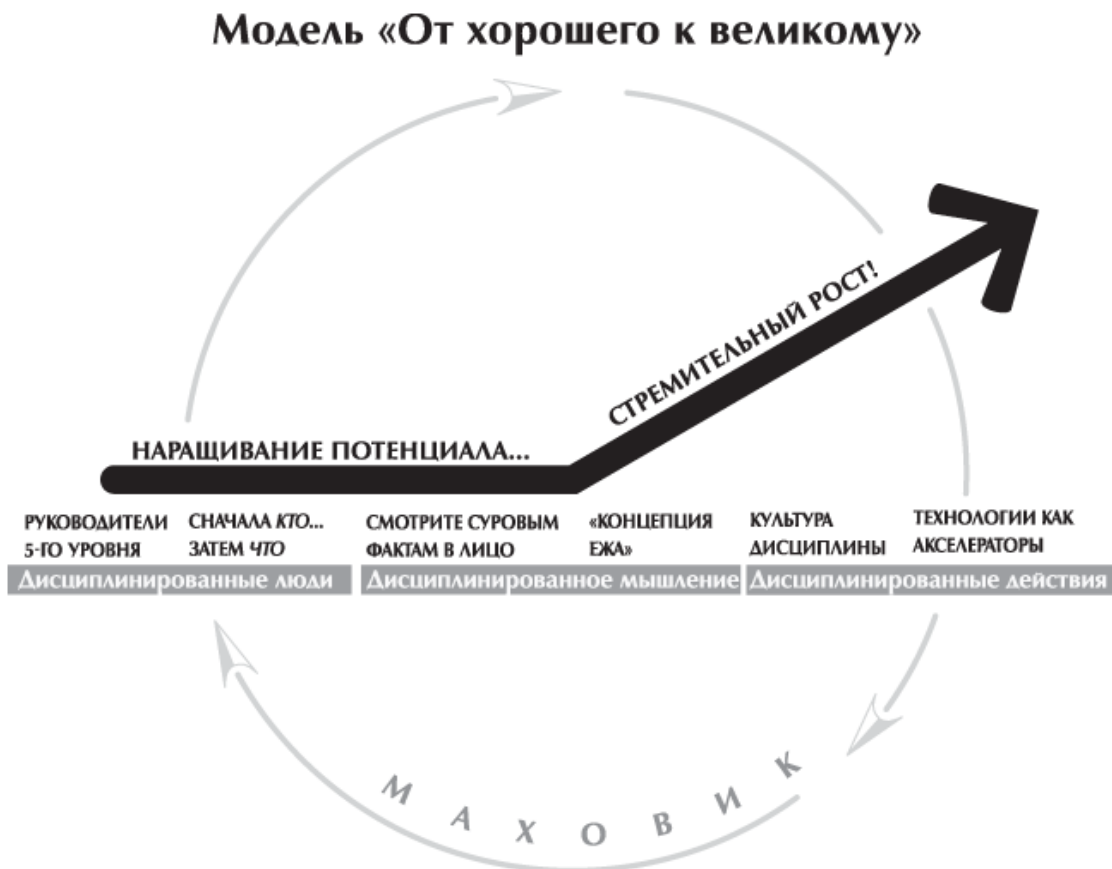 Модель «От хорошего к великому»
СТРЕМИТЕЛЬНЫЙ РОСТ!
НАРАЩИВАНИЕ ПОТЕНЦИАЛА...
РУКОВОДИТЕЛИ
5-ГО УРОВНЯ
СНАЧАЛА КТО...
ЗАТЕМ ЧТО
СМОТРИТЕ СУРОВЫМ
ФАКТАМ В ЛИЦО
«КОНЦЕПЦИЯ
ЕЖА»
КУЛЬТУРА
ДИСЦИПЛИНЫ
ТЕХНОЛОГИИ КАК
АКСЕЛЕРАТОРЫ
Дисциплинированные люди
Дисциплинированное мышление
Дисциплинированные действия
МАХОВИК